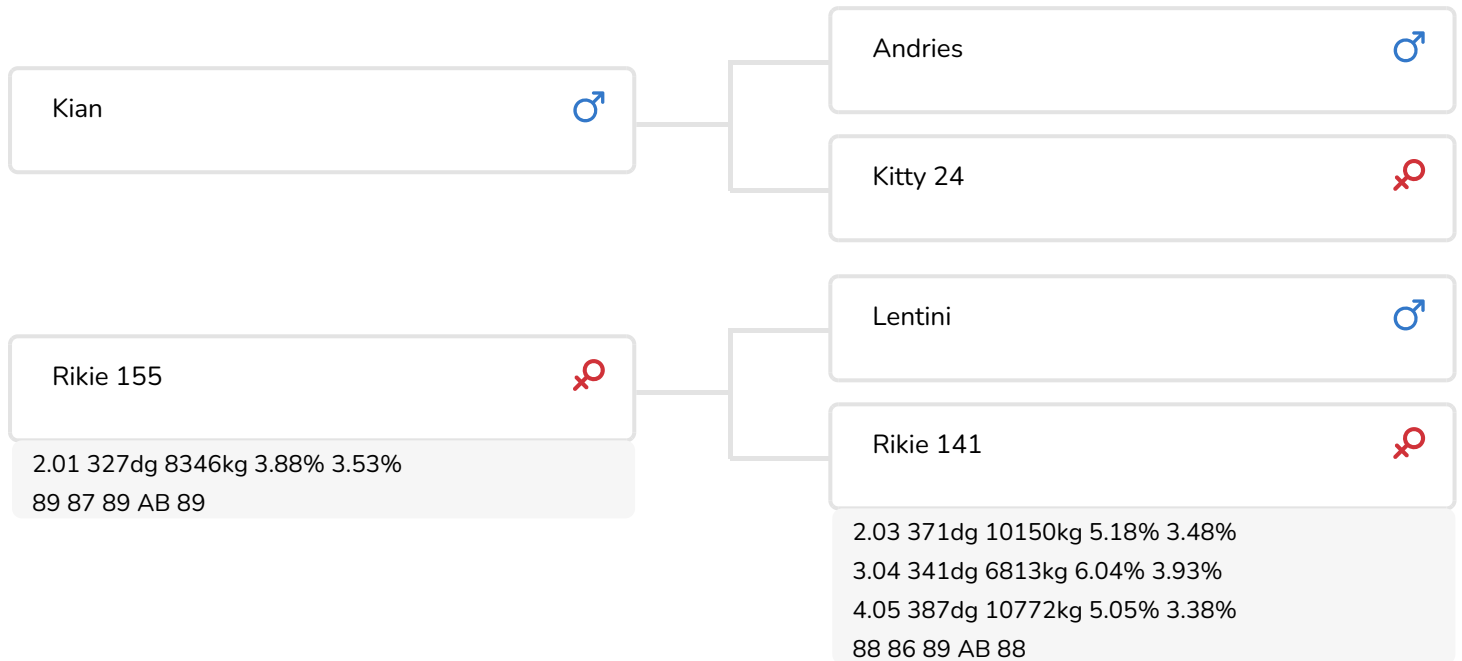 Kian
Andries
Kitty 24
Rikie 155
2.01 327dg 8346kg 3.88% 3.53%
89 87 89 AB 89
Lentini
Rikie 141
2.03 371dg 10150kg 5.18% 3.48%
3.04 341dg 6813kg 6.04% 3.93%
4.05 387dg 10772kg 5.05% 3.38%
88 86 89 AB 88